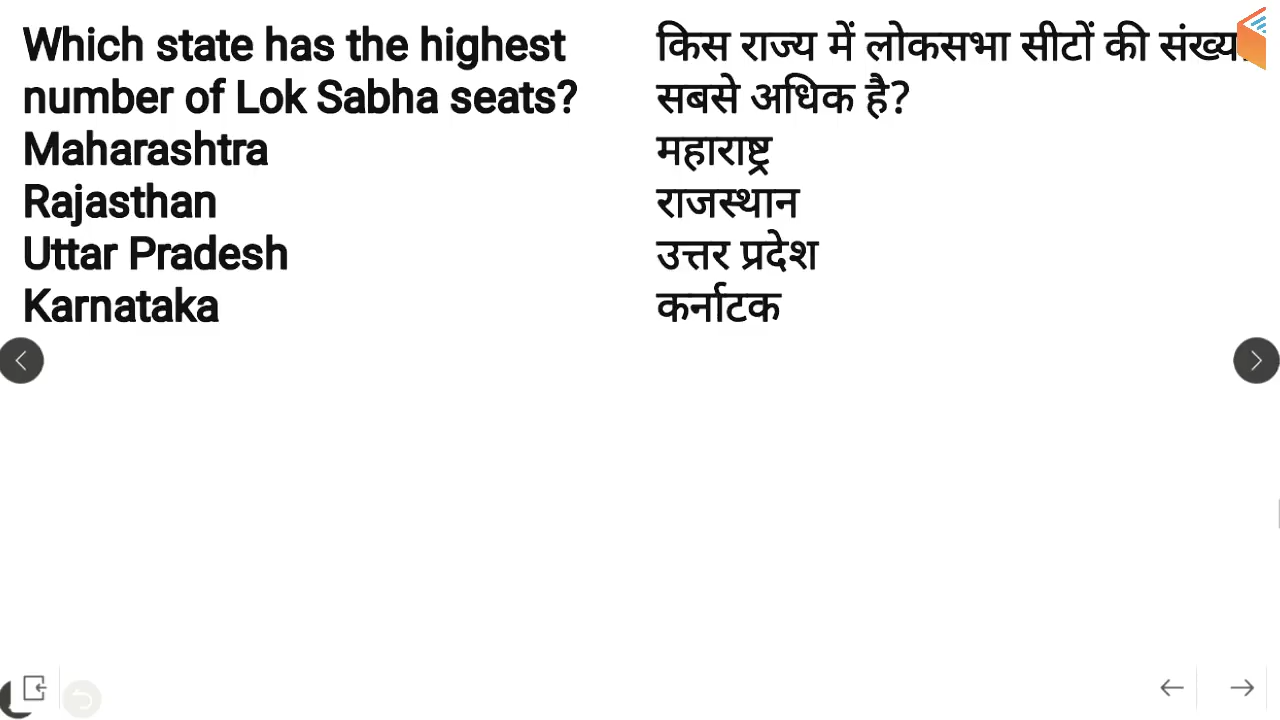 Which state has the highest
number of Lok Sabha seats?
Maharashtra
Rajasthan
Uttar Pradesh
Karnataka
किस राज्य में लोकसभा सीटों की संख्या
सबसे अधिक है?
महाराष्ट्र
राजस्थान
उत्तर प्रदेश
कर्नाटक